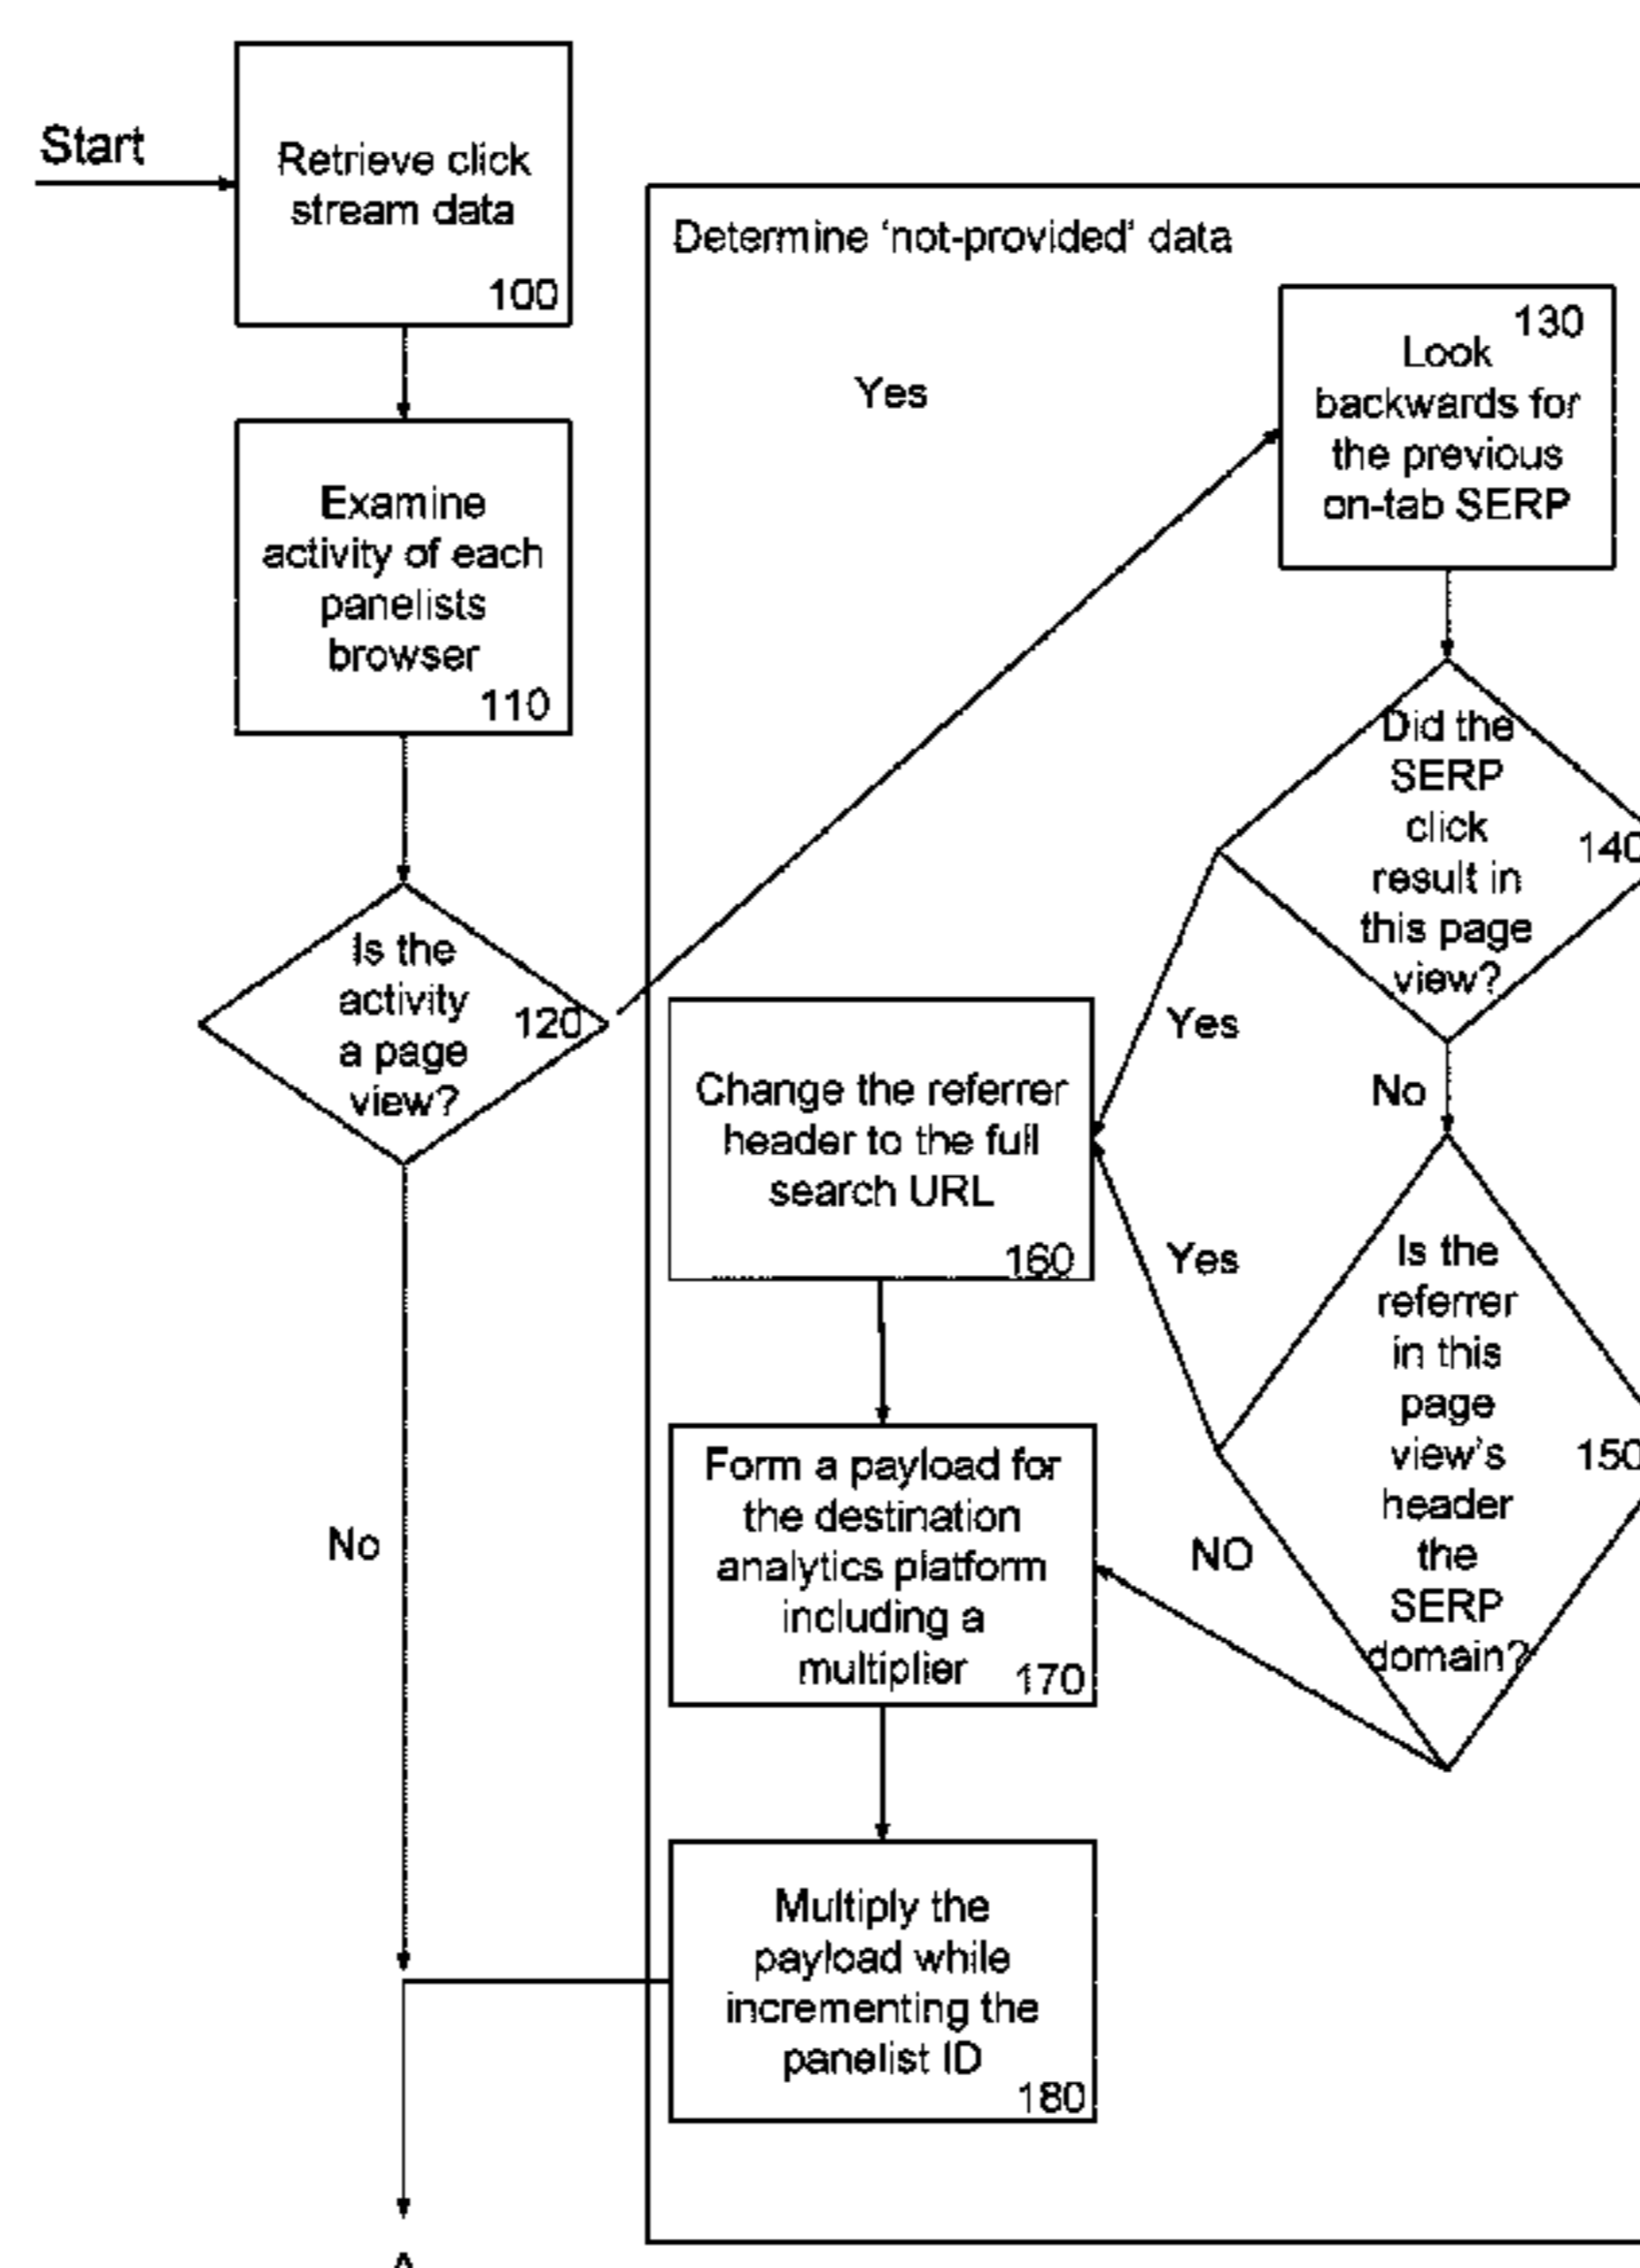 Start
Retrieve click
stream data
100
Examine
activity of each
panelists
browser
110
Is the
activity
a page
view?
120
No
Determine 'not-provided' data
Yes
130
Look
backwards for
the previous
on-tab SERP
Did the
SERP
click
result in
this page
view?
140
Yes
No
Change the referrer
header to the full
search URL
160
Yes
Is the
referrer
in this
page
view's
header
the
SERP
domain?
150
NO
Form a payload for
the destination
analytics platform
including a
multiplier
170
Multiply the
payload while
incrementing the
panelist ID
180